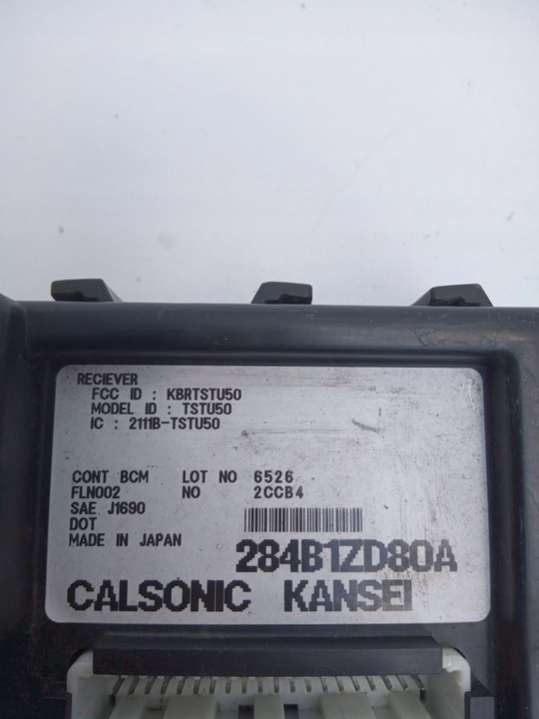 RECIEVER
FCC ID : KBRTSTU50
MODEL ID : TSTU50
IC : 2111B-TSTU50
CONT BCM LOT NO 6526
FLN002 NO 2CCB4
SAE J1690
DOT
MADE IN JAPAN
284B1ZD80A
CALSONIC KANSEI